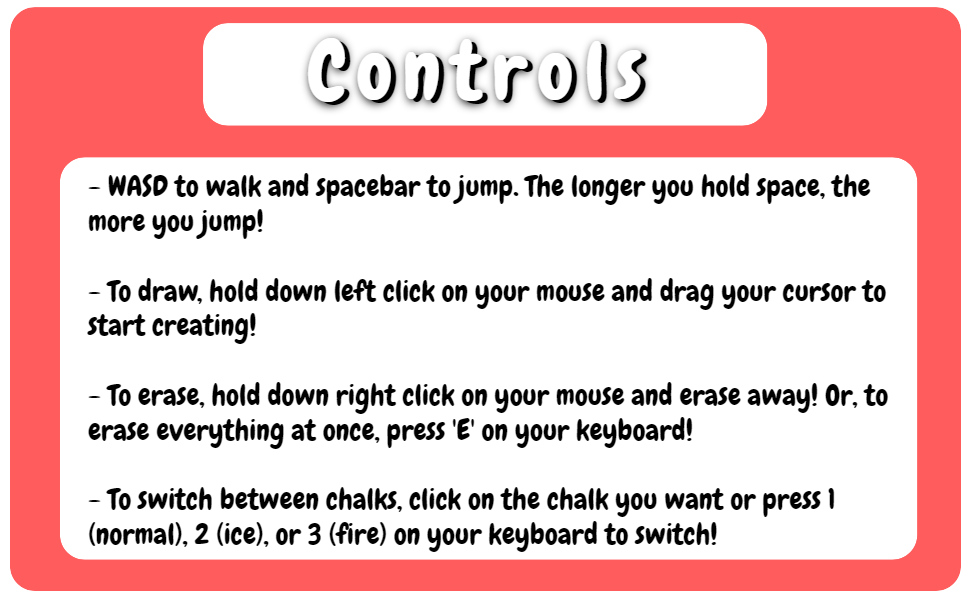 Controls
- WASD to walk and spacebar to jump. The longer you hold space, the
more you jump!
- To draw, hold down left click on your mouse and drag your cursor to
start creating!
- To erase, hold down right click on your mouse and erase away! Or, to
erase everything at once, press 'E' on your keyboard!
- To switch between chalks, click on the chalk you want or press 1
(normal), 2 (ice), or 3 (fire) on your keyboard to switch!